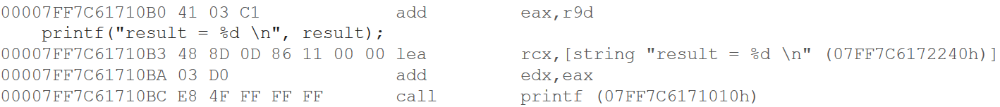 00007FF7C61710B0 41 03 C1 add eax,r9d
printf("result = %d \n", result);
00007FF7C61710B3 48 8D 0D 86 11 00 00 lea rcx,[string "result = %d \n" (07FF7C6172240h)]
00007FF7C61710BA 03 D0 add edx,eax
00007FF7C61710BC E8 4F FF FF FF call printf (07FF7C6171010h)